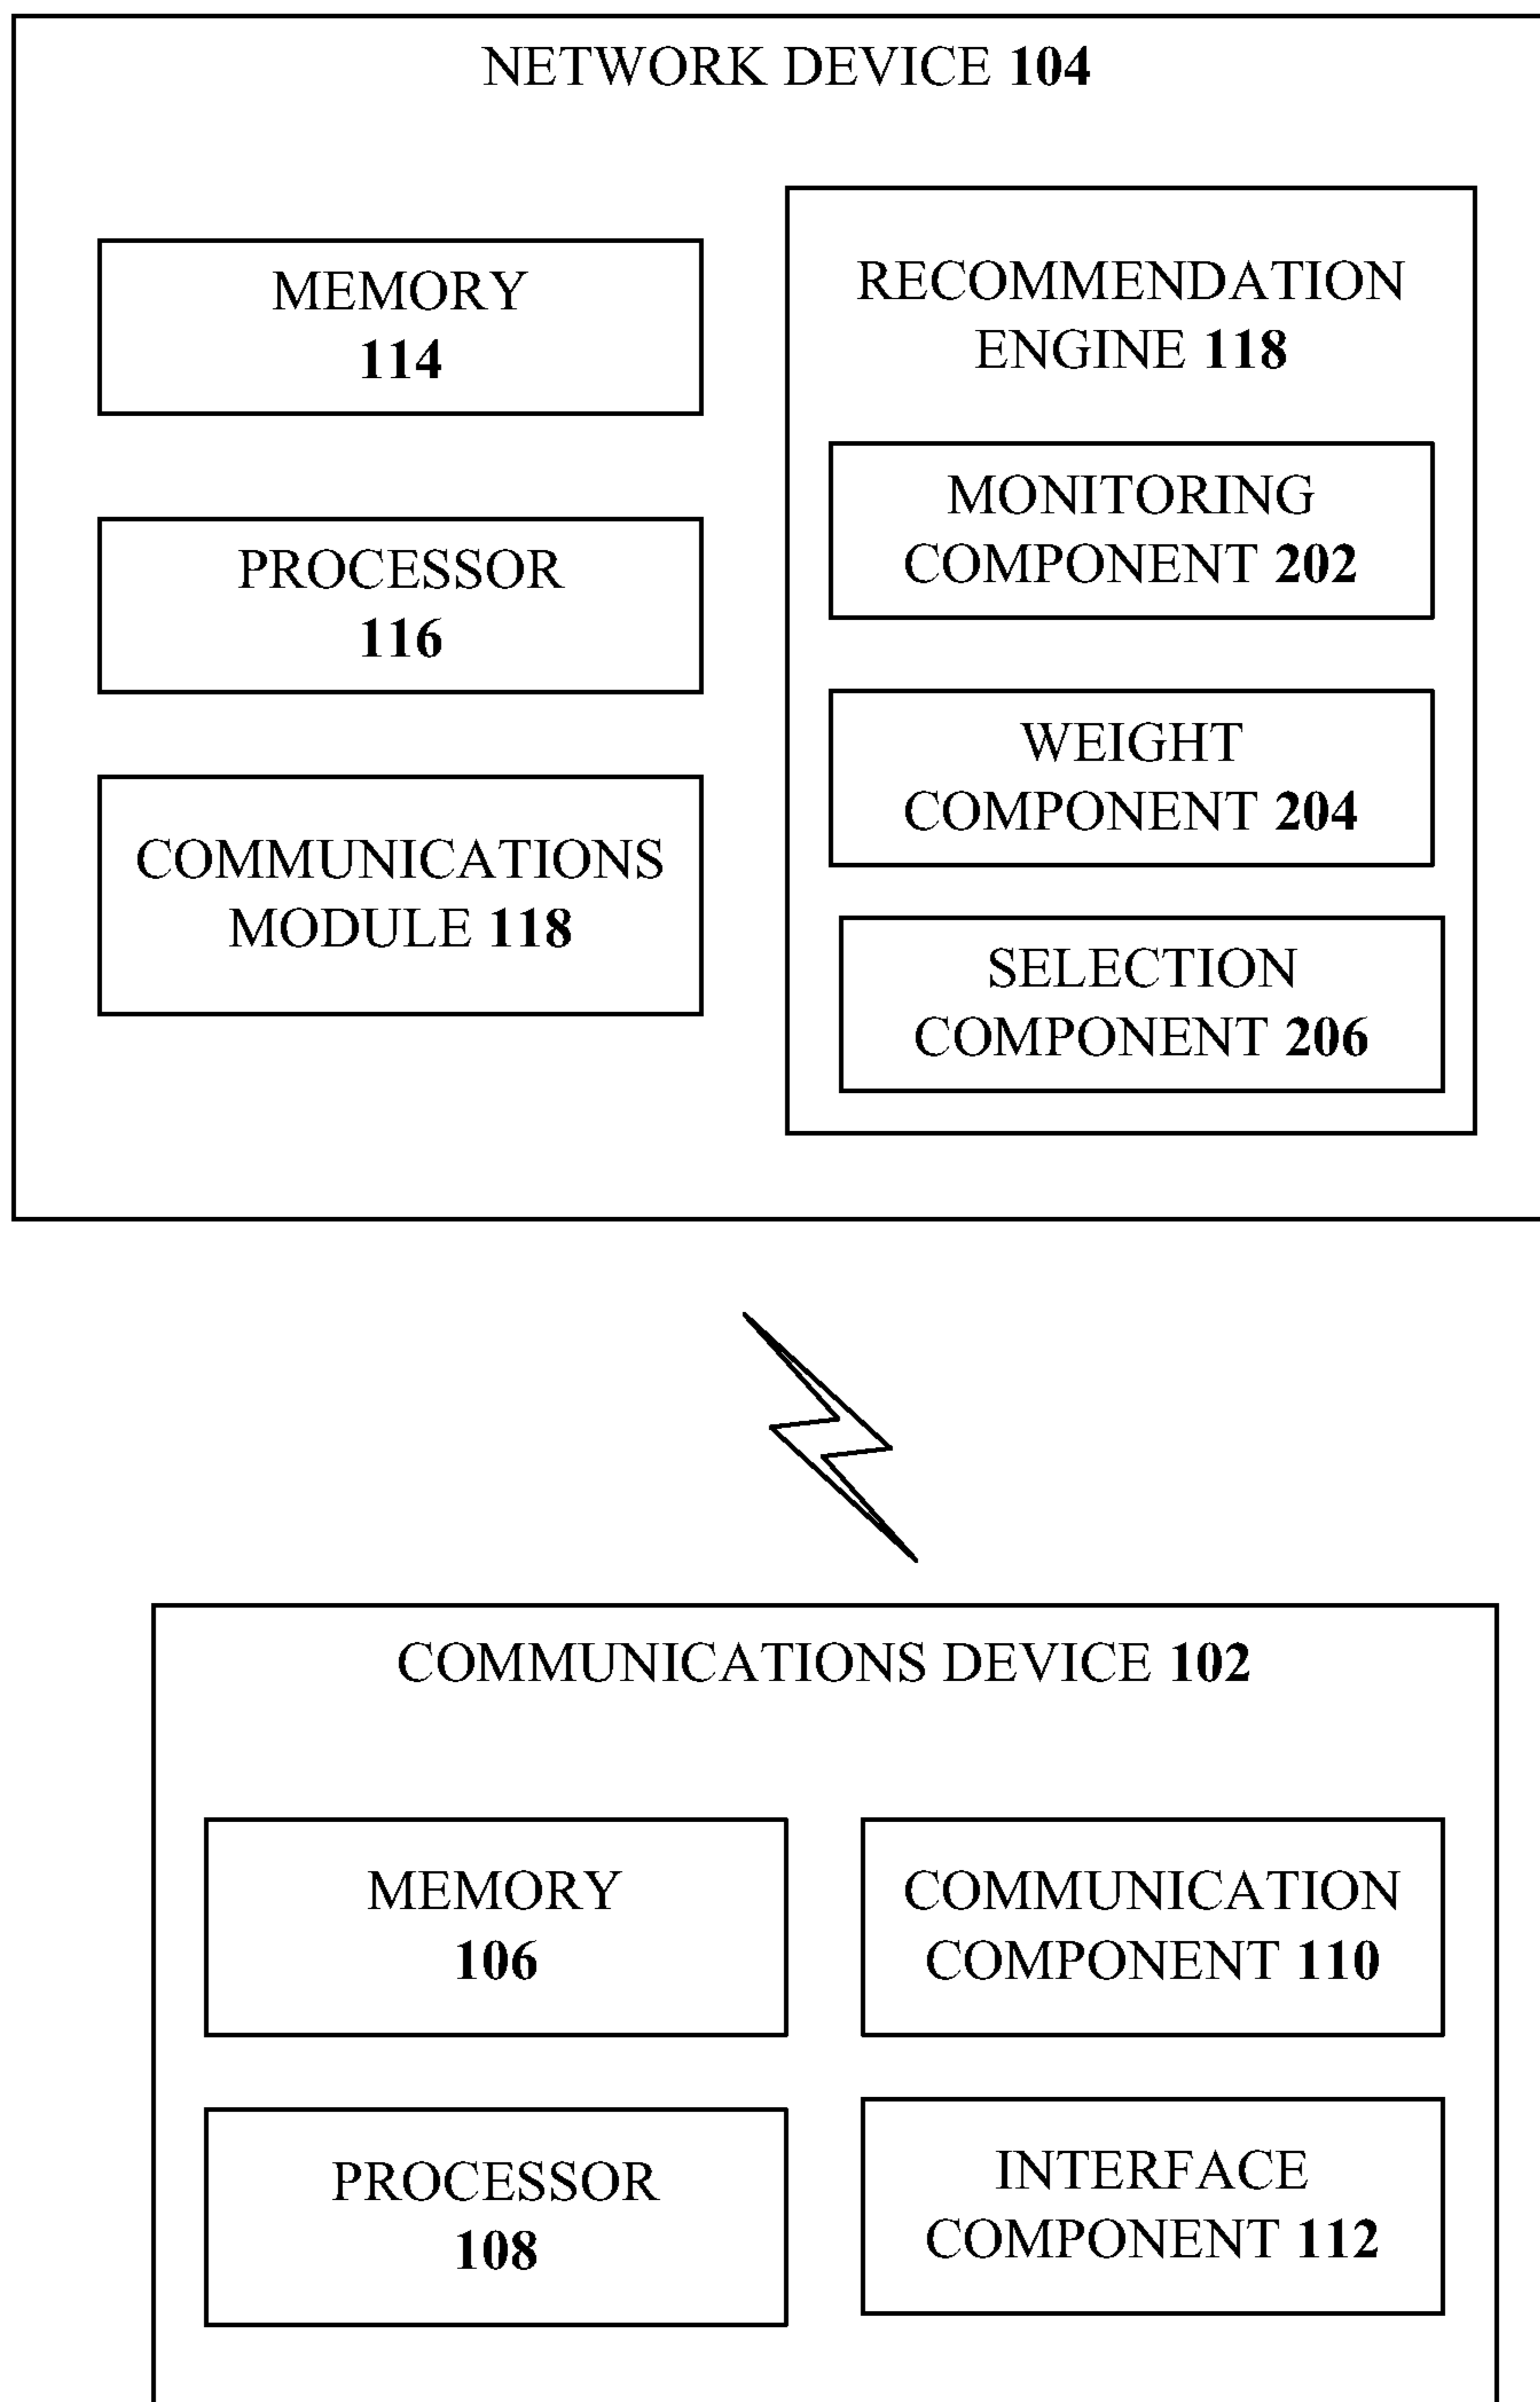 NETWORK DEVICE 104
MEMORY
114
PROCESSOR
116
COMMUNICATIONS
MODULE 118
RECOMMENDATION
ENGINE 118
MONITORING
COMPONENT 202
WEIGHT
COMPONENT 204
SELECTION
COMPONENT 206
COMMUNICATIONS DEVICE 102
MEMORY
106
COMMUNICATION
COMPONENT 110
PROCESSOR
108
INTERFACE
COMPONENT 112